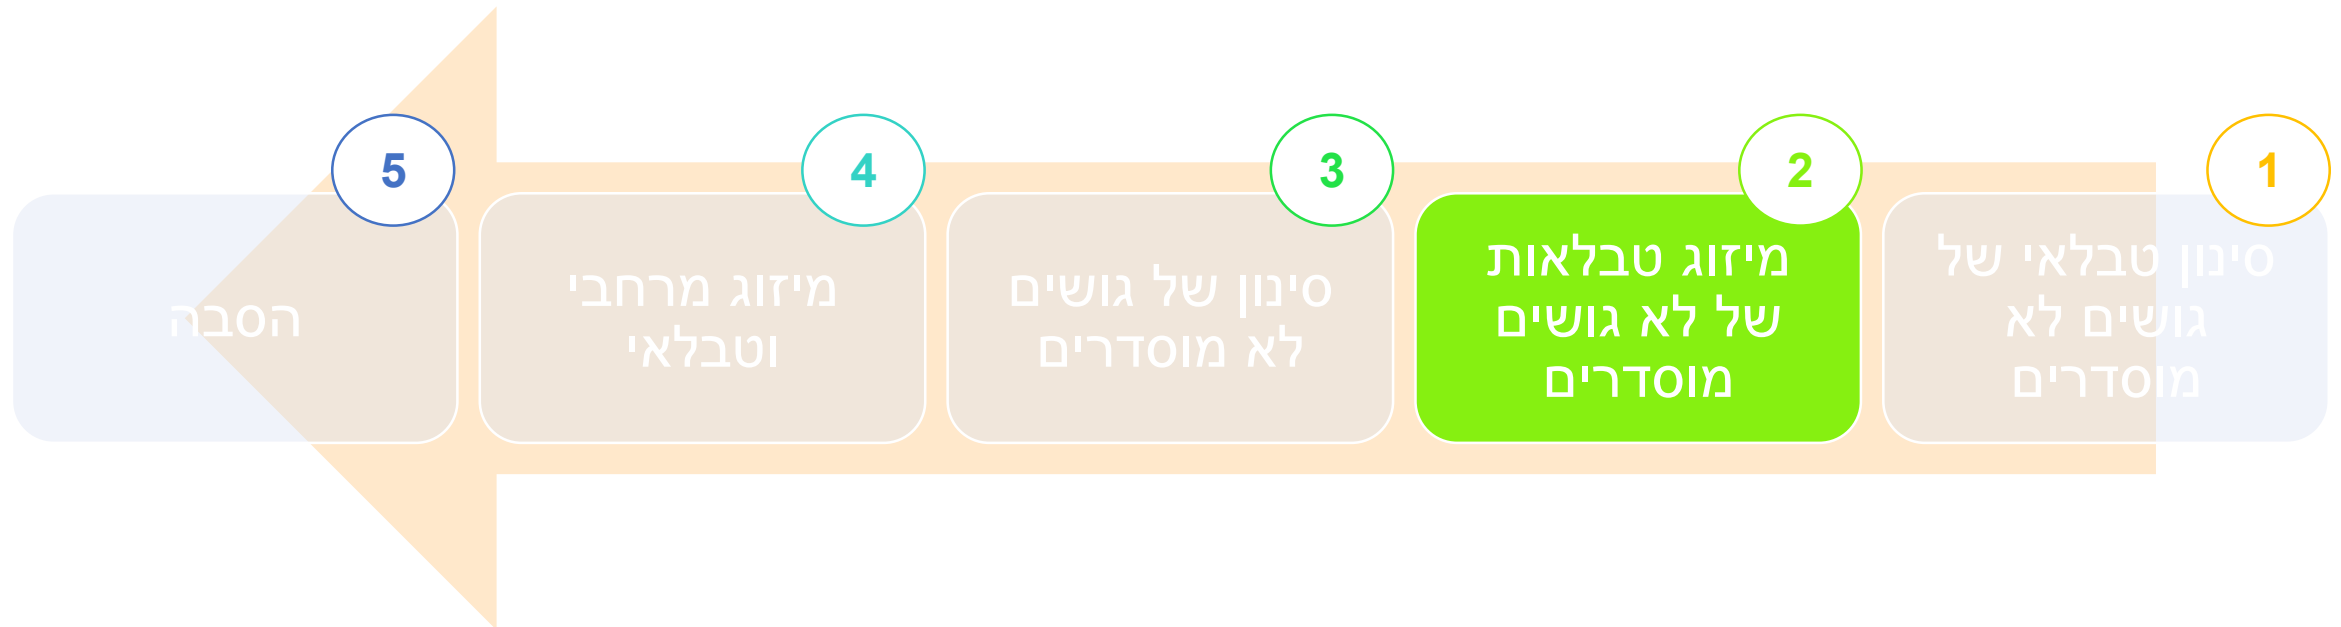 1
סינון טבלאי של
גושים לא
מוסדרים
2
מיזוג טבלאות
של לא גושים
מוסדרים
3
סינון של גושים
לא מוסדרים
4
מיזוג מרחבי
וטבלאי
5
הסבה